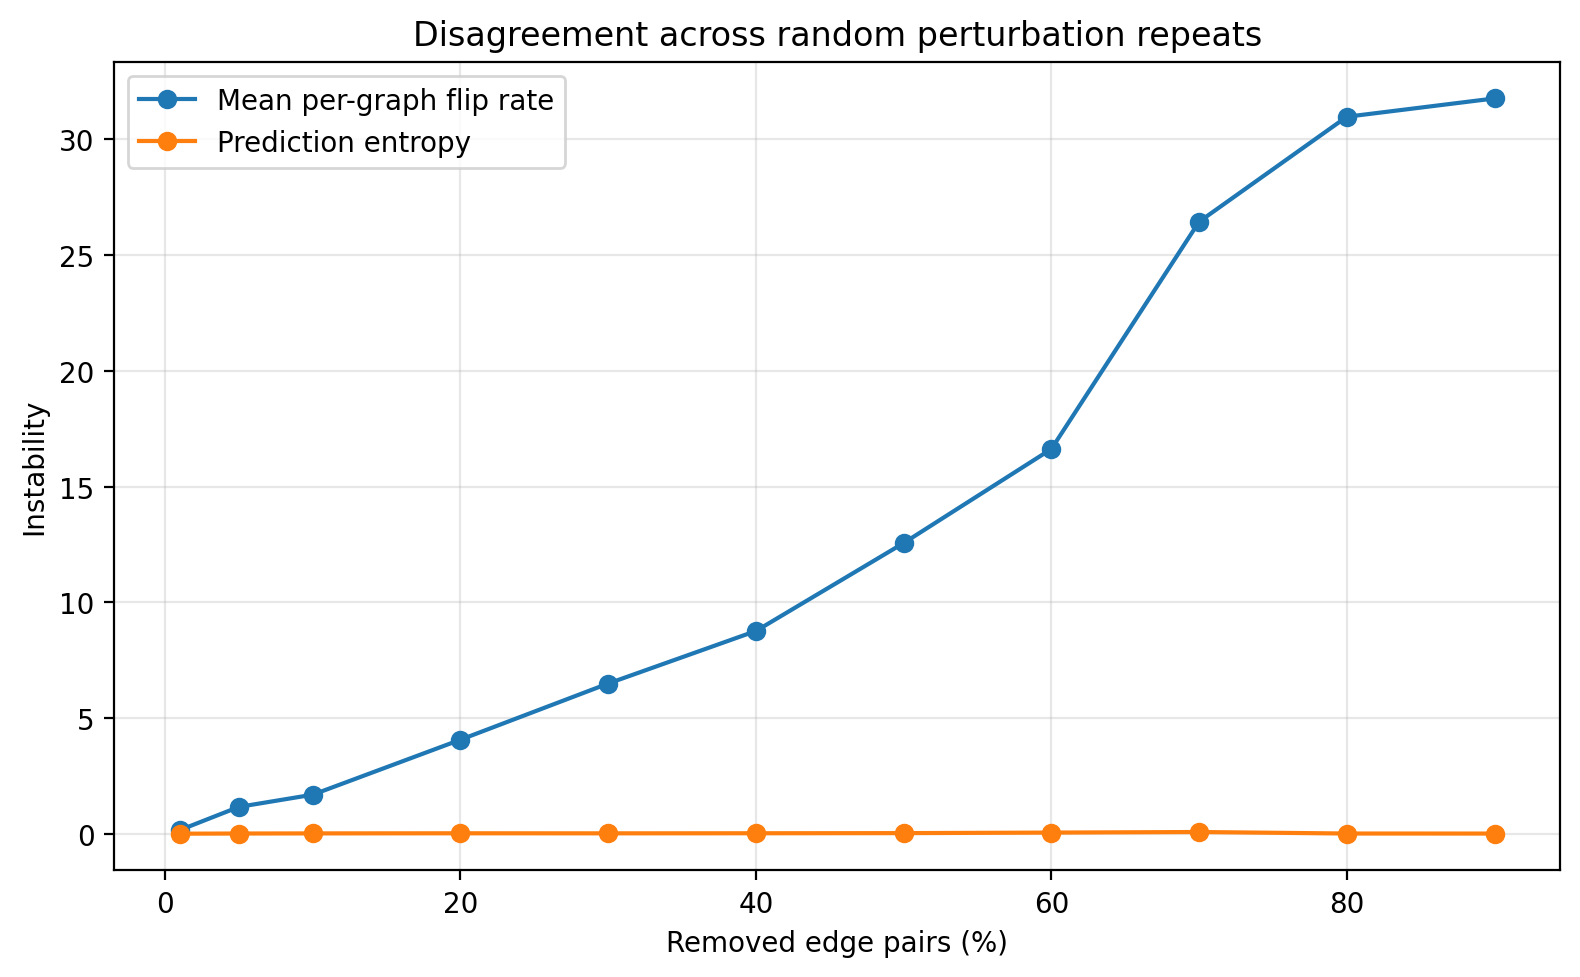 Disagreement across random perturbation repeats
Mean per-graph flip rate
Prediction entropy
30
25
20
15
10
5
0
Instability
0 20 40 60 80
Removed edge pairs (%)